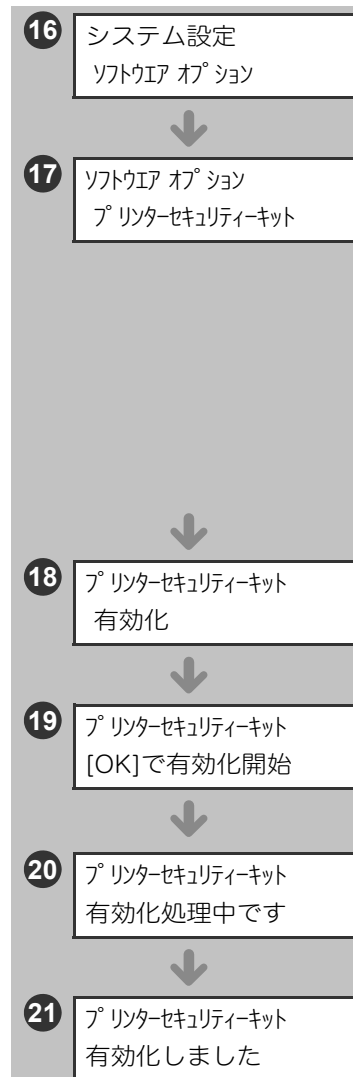 16
システム設定
ｿﾌﾄｳｴｱ ｵﾌﾟｼｮﾝ
17
ｿﾌﾄｳｴｱ ｵﾌﾟｼｮﾝ
ﾌﾟﾘﾝﾀｰｾｷｭﾘﾃｨｰｷｯﾄ
18
ﾌﾟﾘﾝﾀｰｾｷｭﾘﾃｨｰｷｯﾄ
有効化
19
ﾌﾟﾘﾝﾀｰｾｷｭﾘﾃｨｰｷｯﾄ
[OK]で有効化開始
20
ﾌﾟﾘﾝﾀｰｾｷｭﾘﾃｨｰｷｯﾄ
有効化処理中です
21
ﾌﾟﾘﾝﾀｰｾｷｭﾘﾃｨｰｷｯﾄ
有効化しました